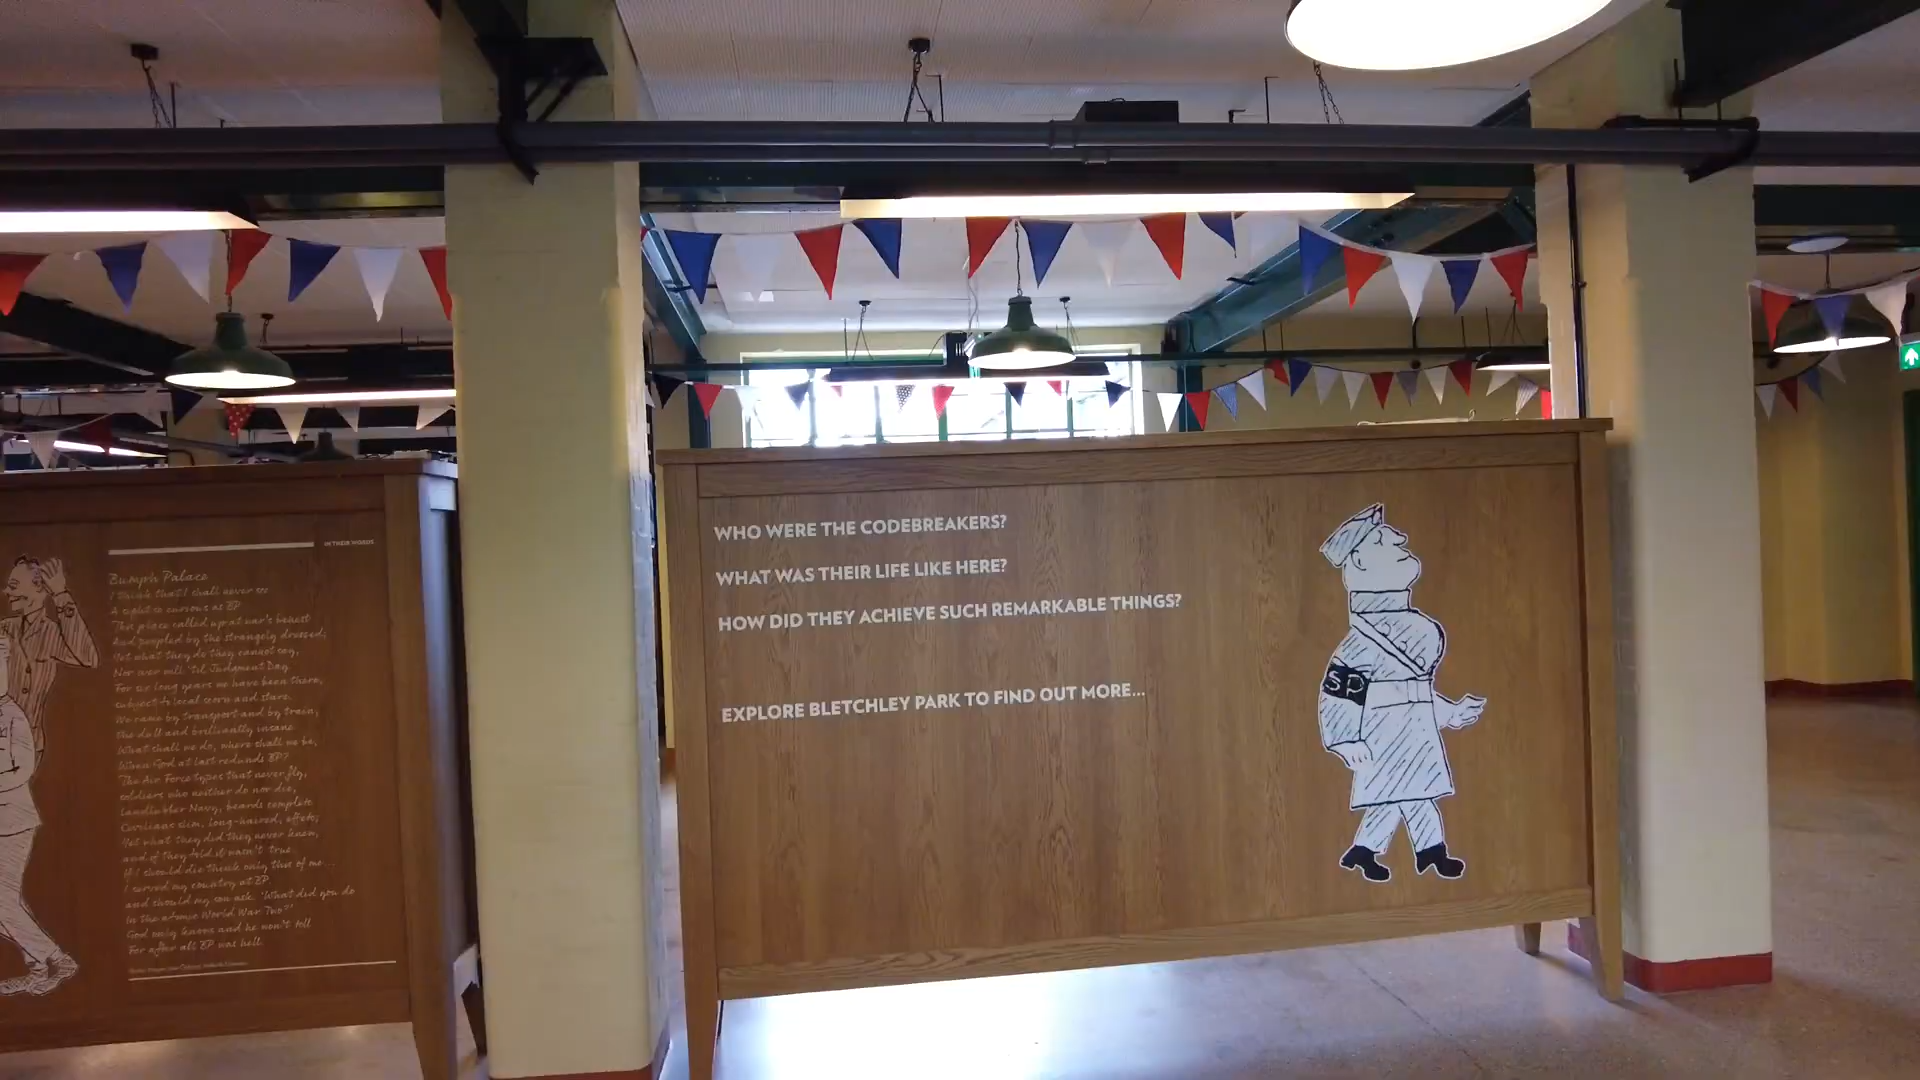 IN THEIR WORDS
Bumph Palace
I think that I shall never see
A sight so curious as BP
This place called up at war's behest
And peopled by the strangely dressed;
Yet what they do they cannot say,
Nor ever will 'til Judgment Day.
For six long years we have been there,
subject to local scorn and stare.
We came by transport and by train,
The dull and brilliantly insane
What shall we do, where shall we be,
When God at last redunds BP?
The Air Force types that never fly,
soldiers who neither do nor die,
Landlubber Navy, beards complete
Civilians slim, long-haired, effete;
Yet what they did they never knew,
and if they told it wasn't true.
If I should die think only this of me...
I served my country at BP
and should my son ask: 'What did you do
In the atomic World War Two?'
God only knows and he won't tell
For after all BP was hell.
WHO WERE THE CODEBREAKERS?
WHAT WAS THEIR LIFE LIKE HERE?
HOW DID THEY ACHIEVE SUCH REMARKABLE THINGS?
EXPLORE BLETCHLEY PARK TO FIND OUT MORE...
SP